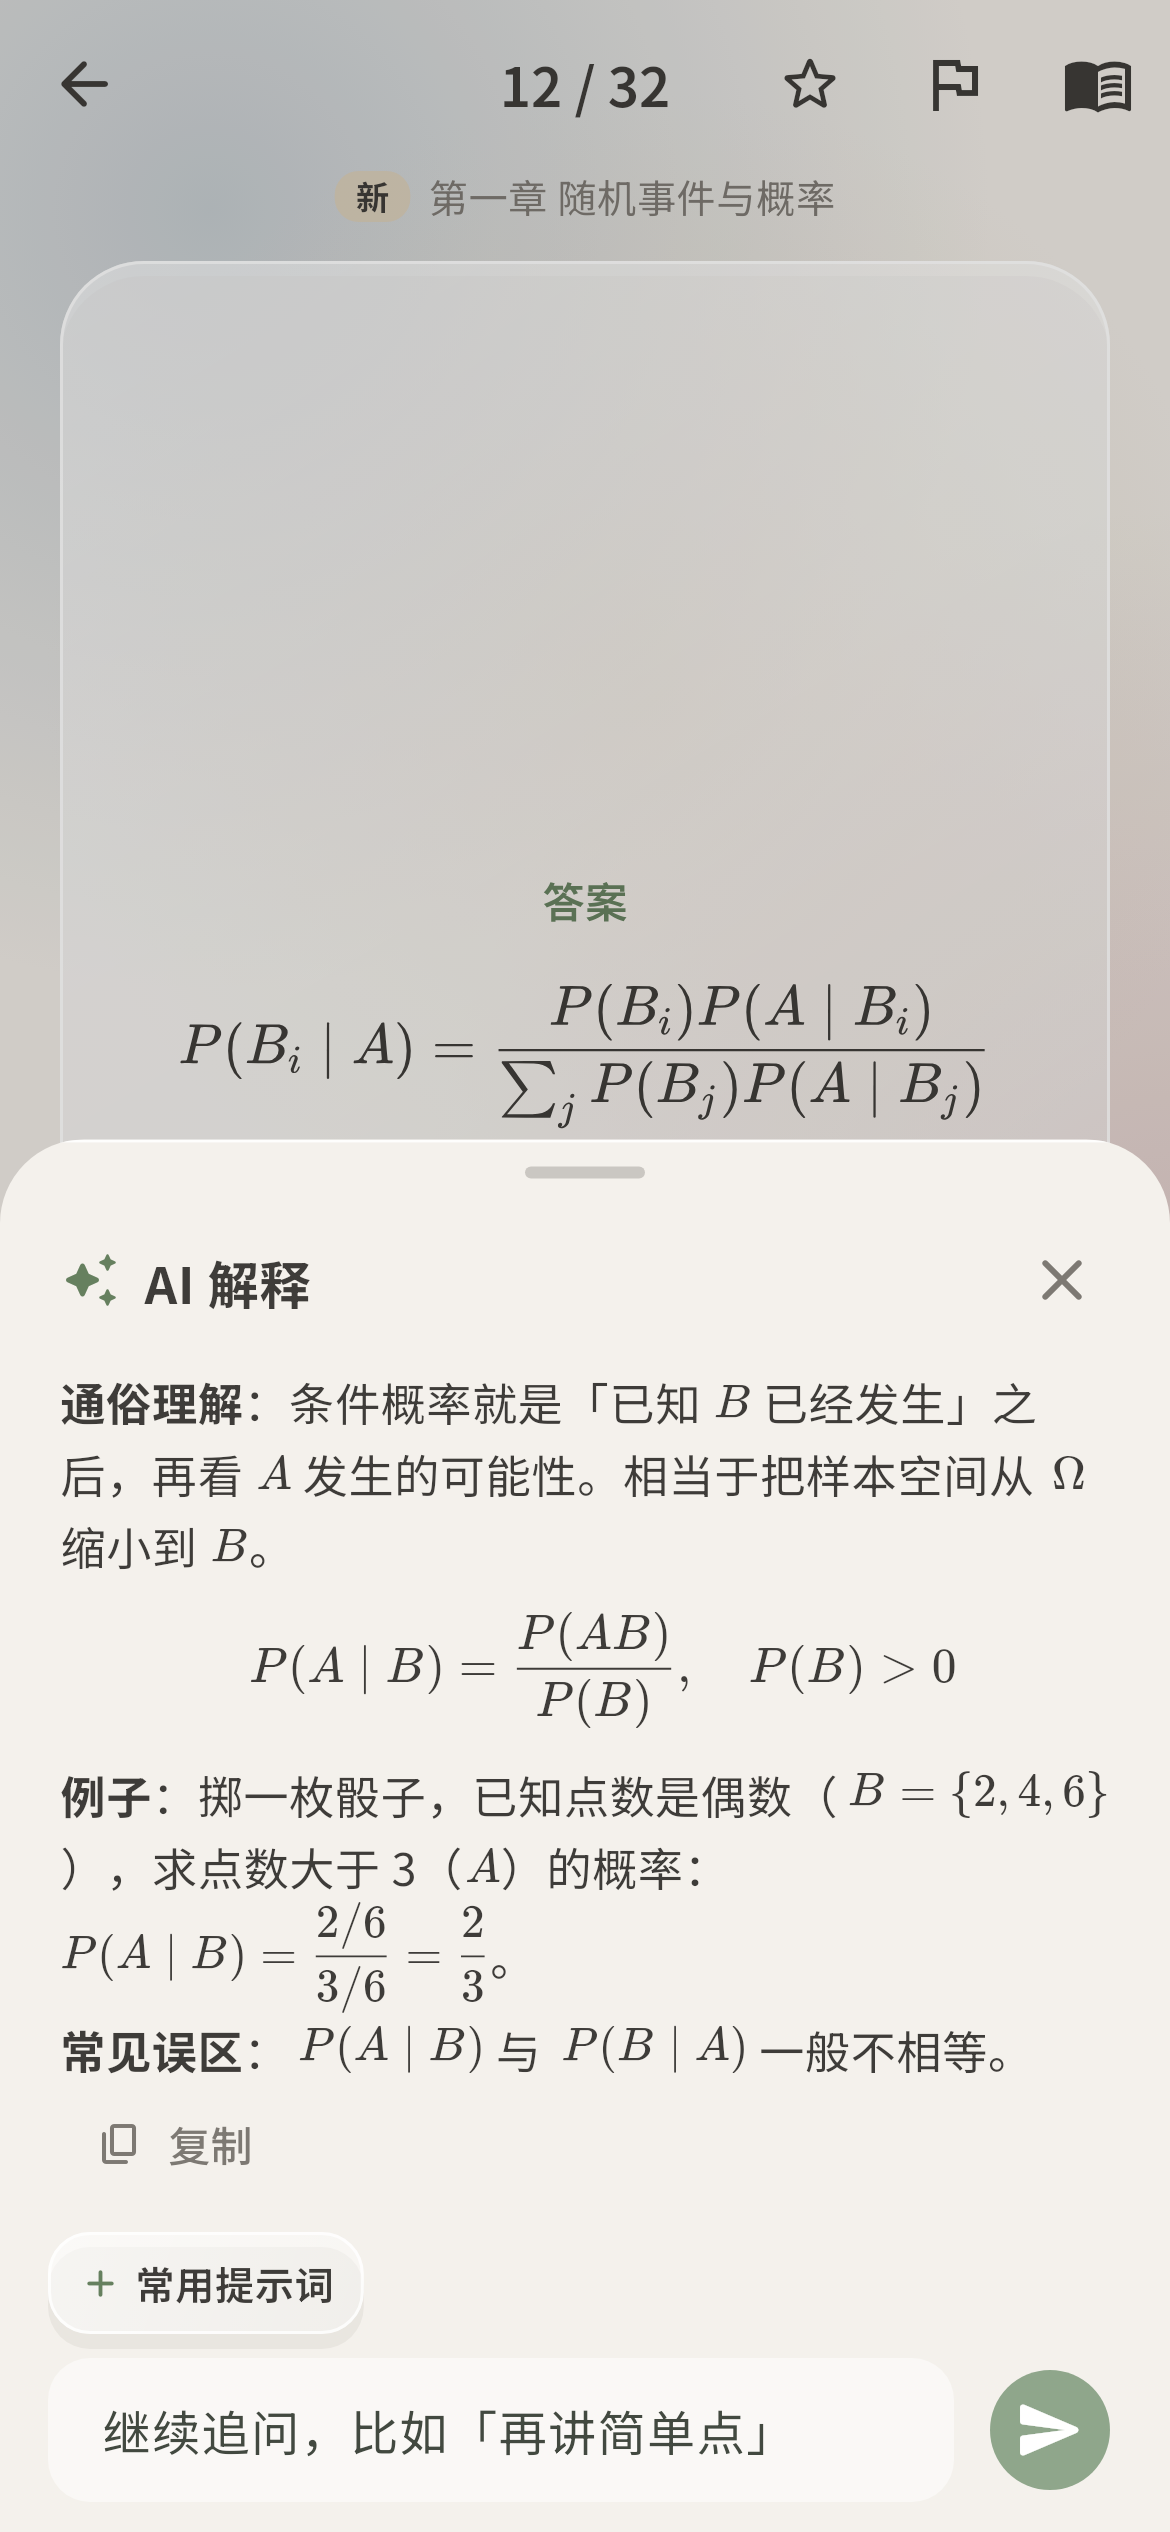 12 / 32
新 第一章 随机事件与概率
答案
P(B_i | A) = \frac{P(B_i)P(A | B_i)}{\sum_j P(B_j)P(A | B_j)}
AI 解释
通俗理解：条件概率就是「已知 B 已经发生」之
后，再看 A 发生的可能性。相当于把样本空间从 Ω
缩小到 B。
P(A | B) = \frac{P(AB)}{P(B)}, P(B) > 0
例子：掷一枚骰子，已知点数是偶数（ B = {2, 4, 6}
），求点数大于 3（A）的概率：
P(A | B) = \frac{2/6}{3/6} = \frac{2}{3}。
常见误区： P(A | B) 与 P(B | A) 一般不相等。
复制
+ 常用提示词
继续追问，比如「再讲简单点」